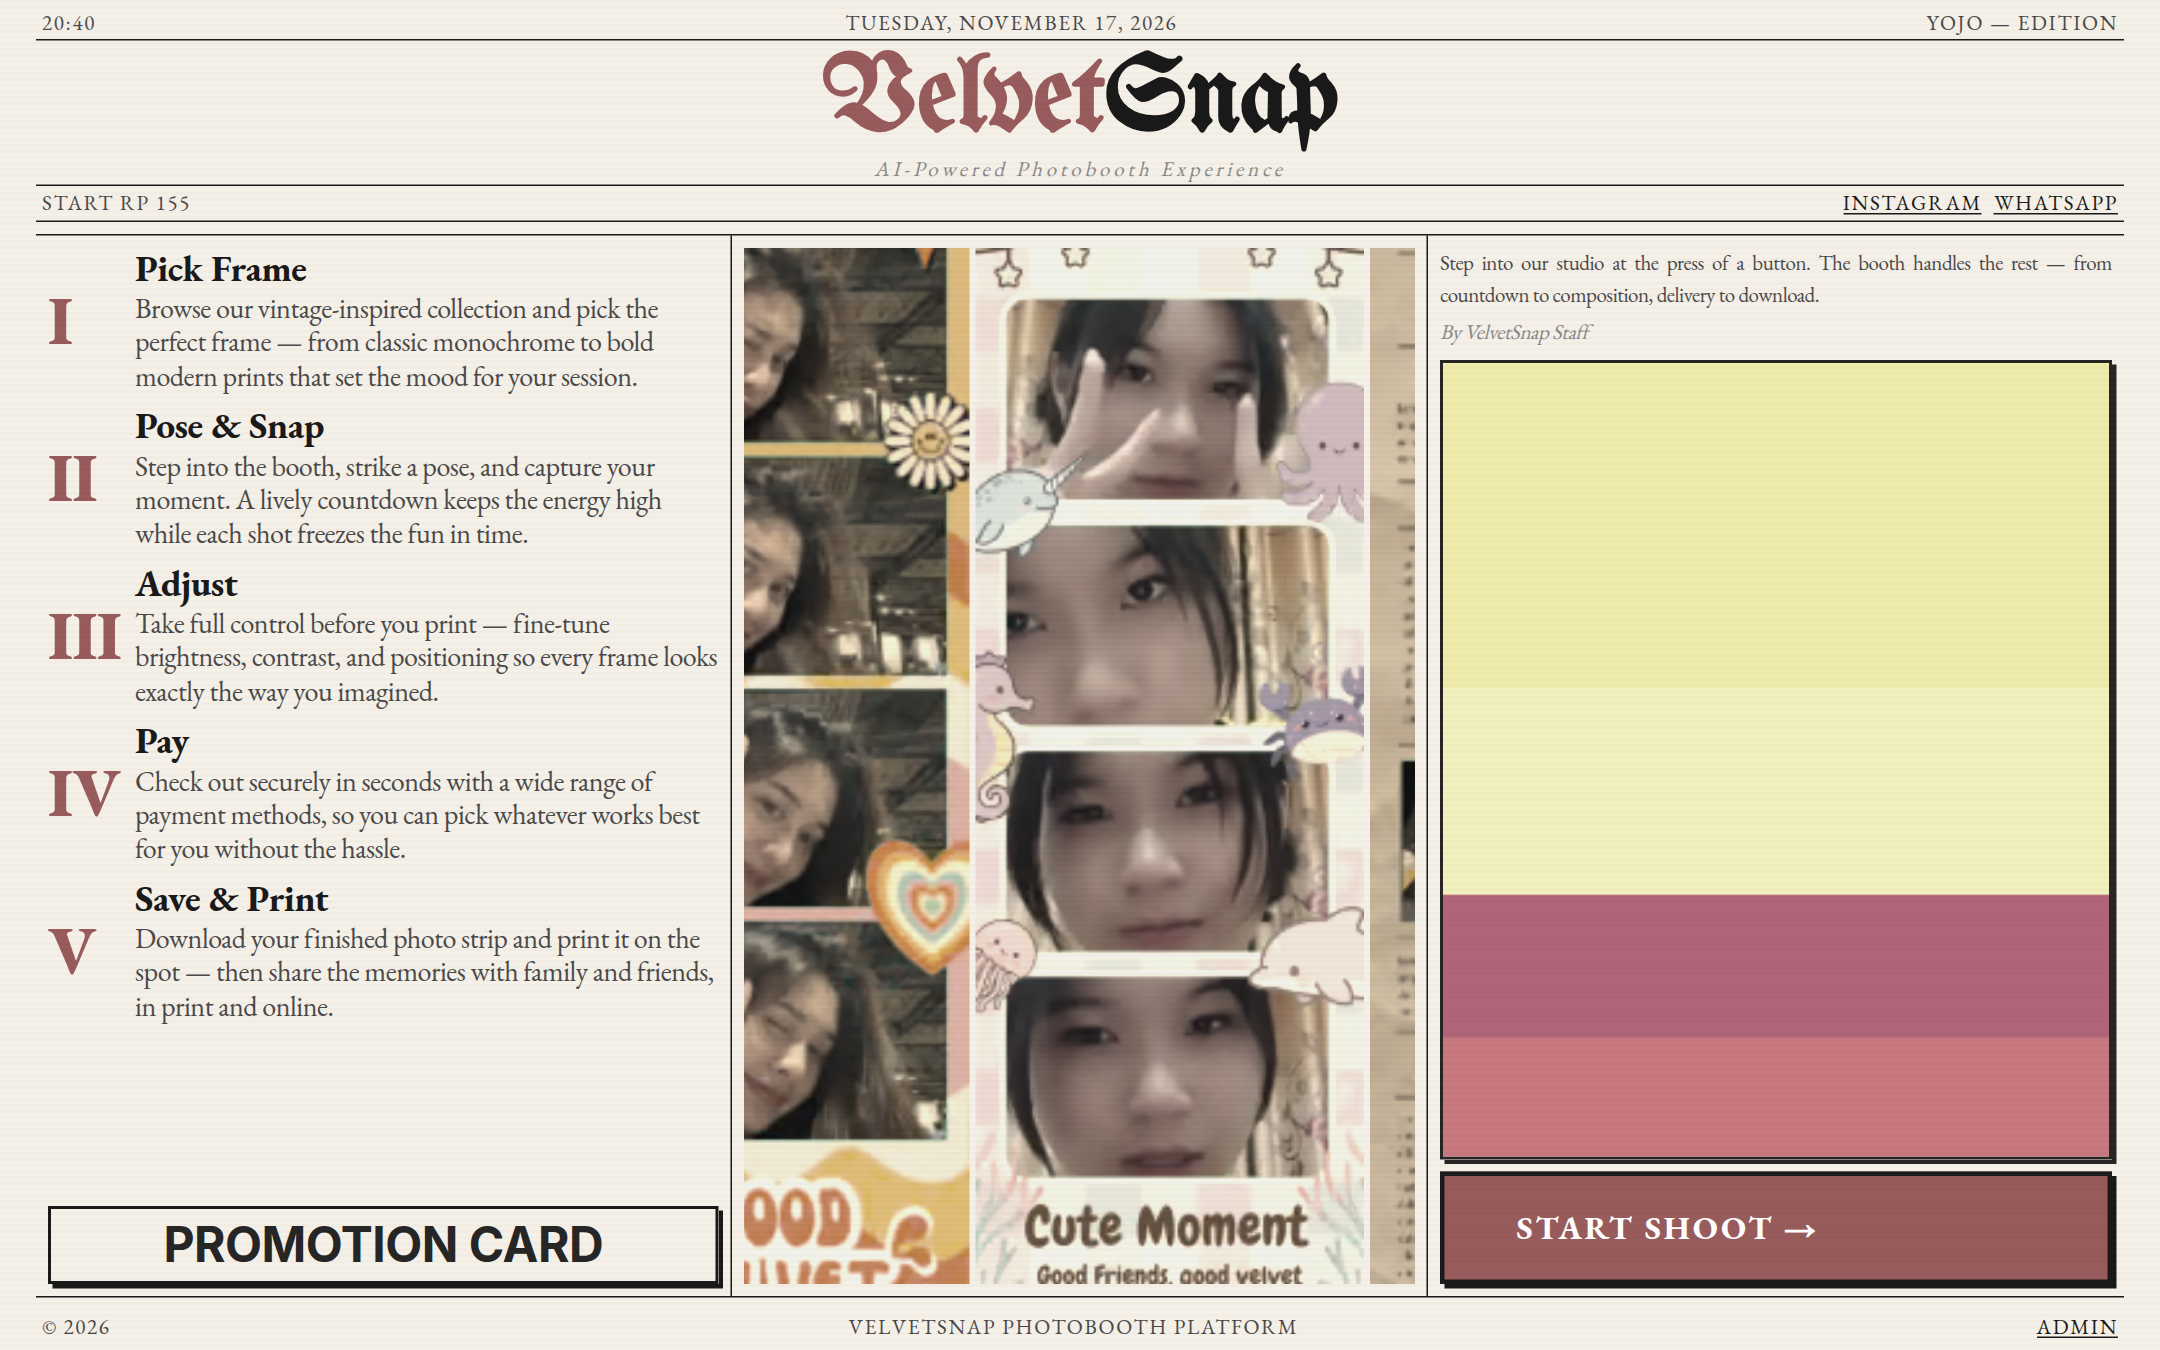 20:40
TUESDAY, NOVEMBER 17, 2026
YOJO — EDITION
VelvetSnap
AI-Powered Photobooth Experience
START RP 155
INSTAGRAM WHATSAPP
I
Pick Frame
Browse our vintage-inspired collection and pick the
perfect frame — from classic monochrome to bold
modern prints that set the mood for your session.
II
Pose & Snap
Step into the booth, strike a pose, and capture your
moment. A lively countdown keeps the energy high
while each shot freezes the fun in time.
III
Adjust
Take full control before you print — fine-tune
brightness, contrast, and positioning so every frame looks
exactly the way you imagined.
IV
Pay
Check out securely in seconds with a wide range of
payment methods, so you can pick whatever works best
for you without the hassle.
V
Save & Print
Download your finished photo strip and print it on the
spot — then share the memories with family and friends,
in print and online.
PROMOTION CARD
OOD
Cute Moment
Good Friends, good velvet
Step into our studio at the press of a button. The booth handles the rest — from
countdown to composition, delivery to download.
By VelvetSnap Staff
START SHOOT →
© 2026
VELVETSNAP PHOTOBOOTH PLATFORM
ADMIN